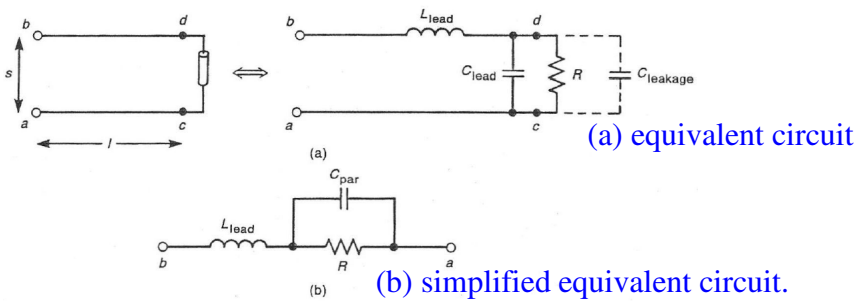 b
d
s
a
c
l
L_lead
b
d
C_lead
R
C_leakage
a
c
(a)
(a) equivalent circuit
C_par
L_lead
b
R
a
(b)
(b) simplified equivalent circuit.